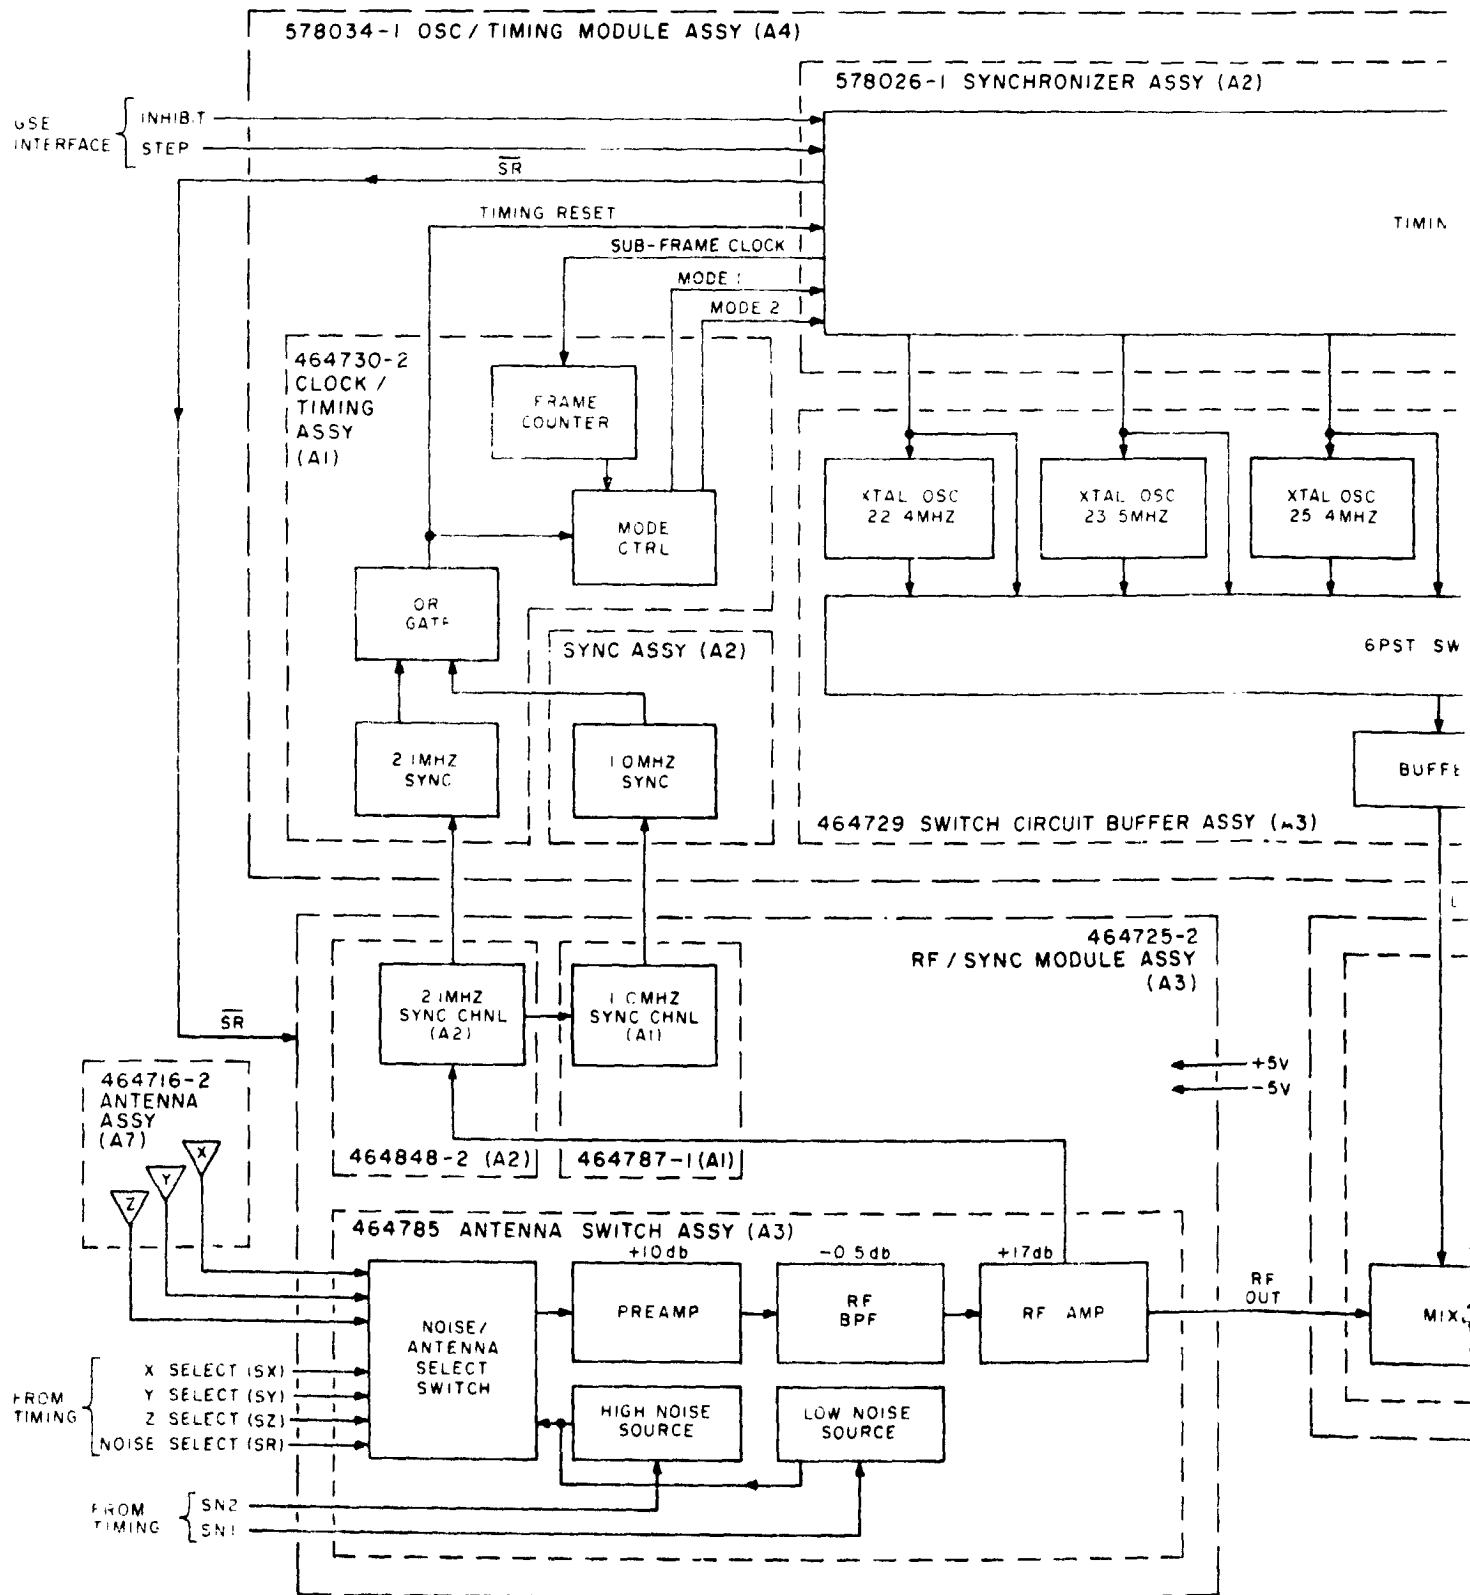 578034-1 OSC / TIMING MODULE ASSY (A4)
578026-1 SYNCHRONIZER ASSY (A2)
INTERFACE
INHIBIT
STEP
SR
TIMING RESET
SUB-FRAME CLOCK
MODE 1
MODE 2
TIMIN
464730-2
CLOCK /
TIMING
ASSY
(A1)
FRAME
COUNTER
MODE
CTRL
OR
GATE
XTAL OSC
22 4MHZ
XTAL OSC
23 5MHZ
XTAL OSC
25 4MHZ
SYNC ASSY (A2)
6PST SW
2 1MHZ
SYNC
1 0MHZ
SYNC
BUFFE
464729 SWITCH CIRCUIT BUFFER ASSY (A3)
L
464725-2
RF / SYNC MODULE ASSY
(A3)
2 1MHZ
SYNC CHNL
(A2)
1 0MHZ
SYNC CHNL
(A1)
SR
+5V
-5V
464716-2
ANTENNA
ASSY
(A7)
X
Y
Z
464848-2 (A2)
464787-1 (A1)
464785 ANTENNA SWITCH ASSY (A3)
+10db
-0 5db
+17db
NOISE/
ANTENNA
SELECT
SWITCH
PREAMP
RF
BPF
RF AMP
RF
OUT
MIX
FROM
TIMING
X SELECT (SX)
Y SELECT (SY)
Z SELECT (SZ)
NOISE SELECT (SR)
HIGH NOISE
SOURCE
LOW NOISE
SOURCE
FROM
TIMING
SN2
SN1